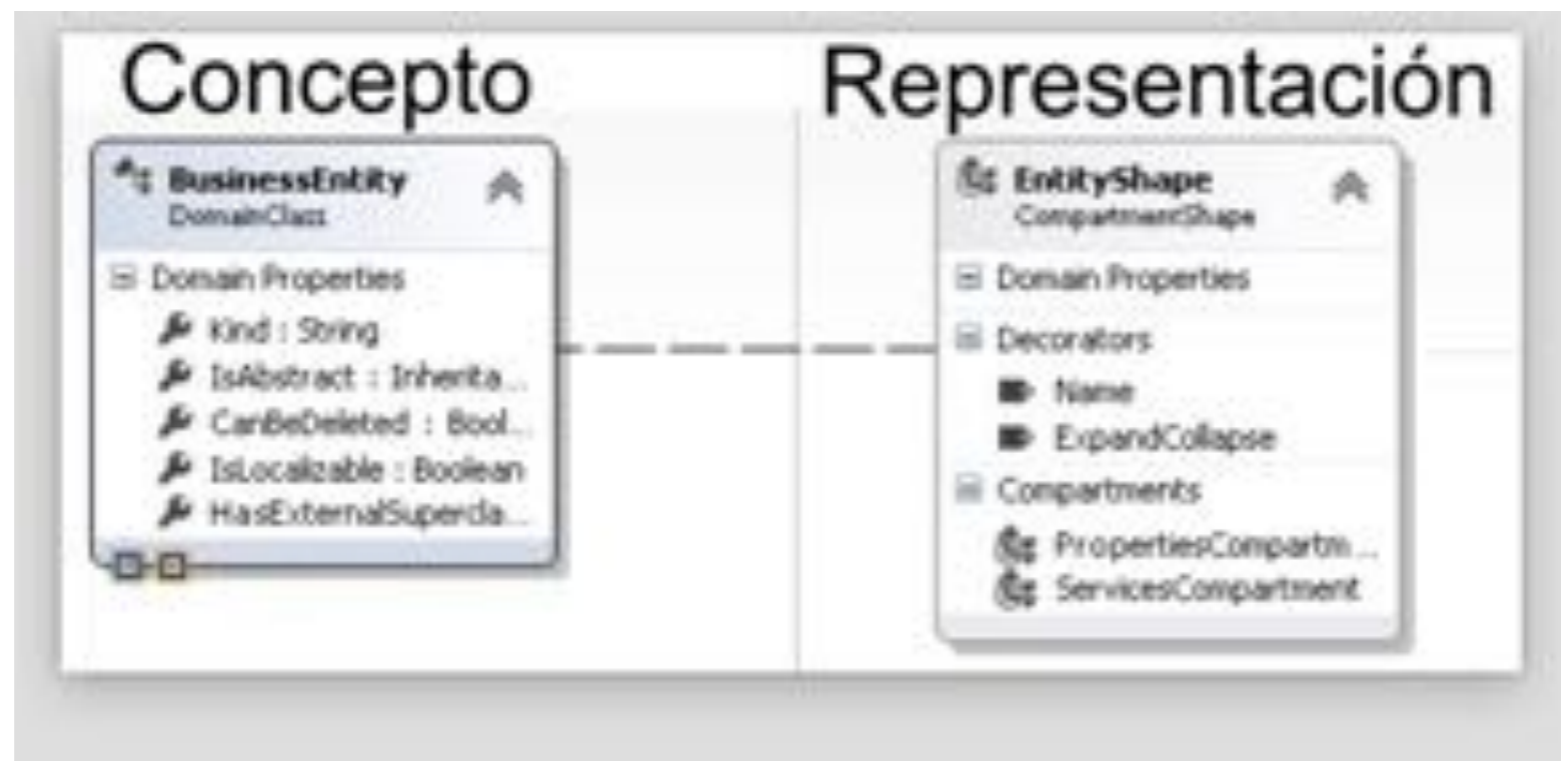 Concepto
BusinessEntity
DomainClass
Domain Properties
Kind : String
IsAbstract : Inherita...
CanBeDeleted : Bool...
IsLocalizable : Boolean
HasExternalSupercla...
Representación
EntityShape
CompartmentShape
Domain Properties
Decorators
Name
ExpandCollapse
Compartments
PropertiesCompartm...
ServicesCompartment